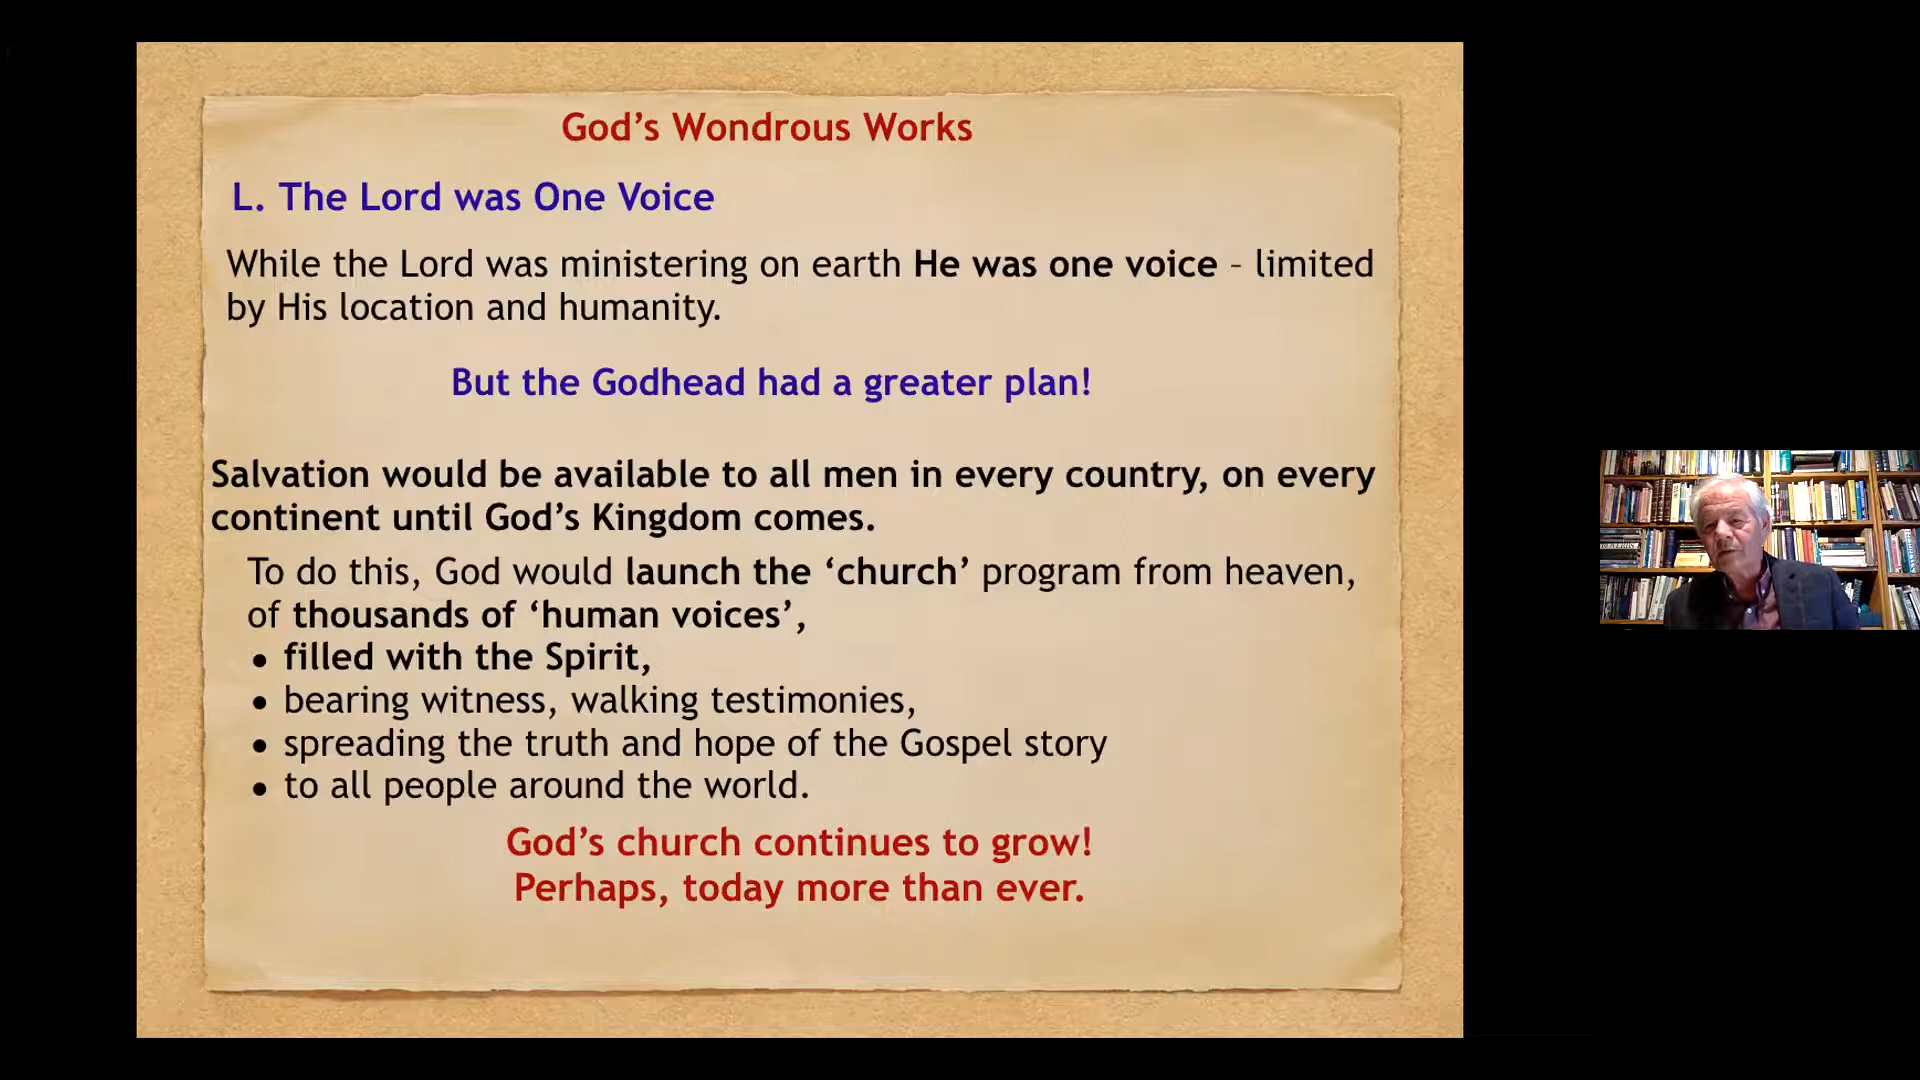 God’s Wondrous Works
L. The Lord was One Voice
While the Lord was ministering on earth He was one voice – limited
by His location and humanity.
But the Godhead had a greater plan!
Salvation would be available to all men in every country, on every
continent until God’s Kingdom comes.
To do this, God would launch the ‘church’ program from heaven,
of thousands of ‘human voices’,
• filled with the Spirit,
• bearing witness, walking testimonies,
• spreading the truth and hope of the Gospel story
• to all people around the world.
God’s church continues to grow!
Perhaps, today more than ever.